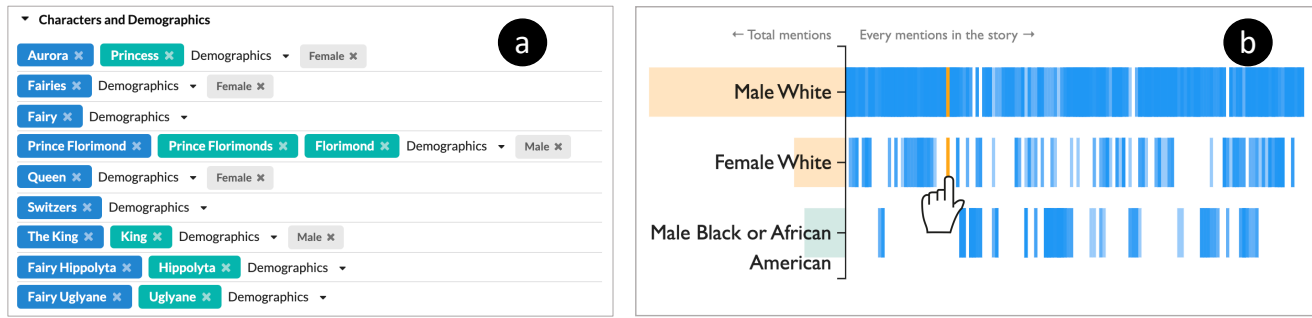 Characters and Demographics
a
Aurora × Princess × Demographics Female ×
Fairies × Demographics Female ×
Fairy × Demographics
Prince Florimond × Prince Florimonds × Florimond × Demographics Male ×
Queen × Demographics Female ×
Switzers × Demographics
The King × King × Demographics Male ×
Fairy Hippolyta × Hippolyta × Demographics
Fairy Uglyane × Uglyane × Demographics
← Total mentions Every mentions in the story →
b
Male White
Female White
Male Black or African
American